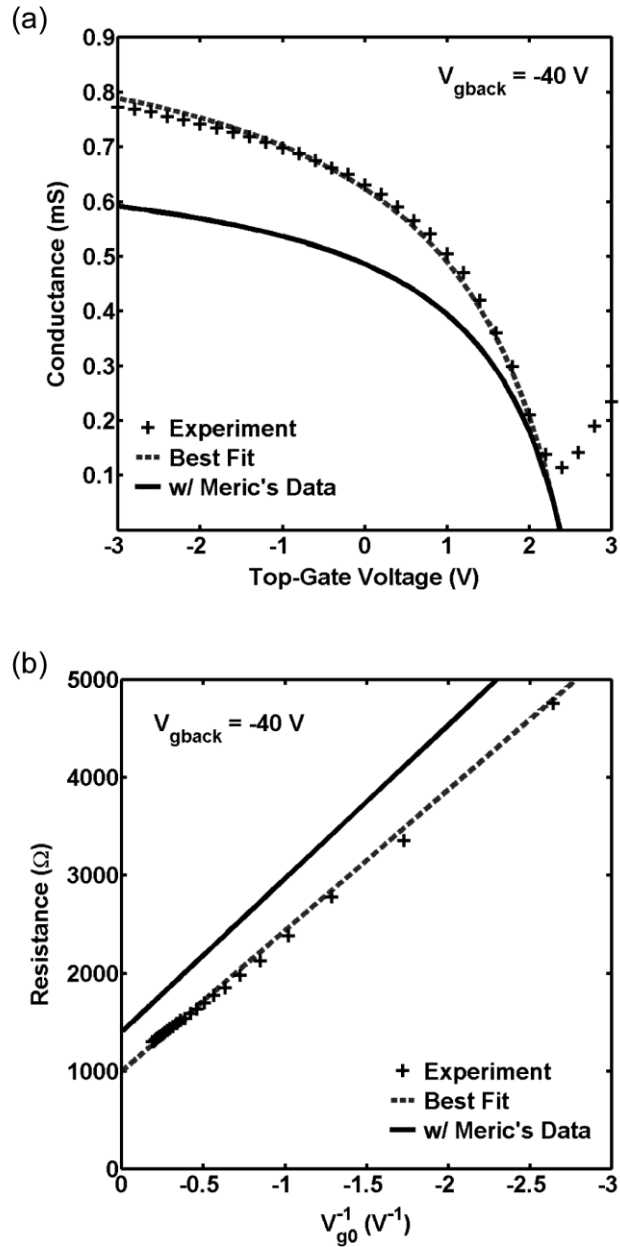 (a)
0.9
0.8
0.7
0.6
0.5
0.4
0.3
0.2
0.1
Conductance (mS)
V_gback = -40 V
Experiment
Best Fit
w/ Meric's Data
-3 -2 -1 0 1 2 3
Top-Gate Voltage (V)
(b)
5000
4000
3000
2000
1000
0
Resistance (Ω)
V_gback = -40 V
Experiment
Best Fit
w/ Meric's Data
0 -0.5 -1 -1.5 -2 -2.5 -3
V_g0^-1 (V^-1)